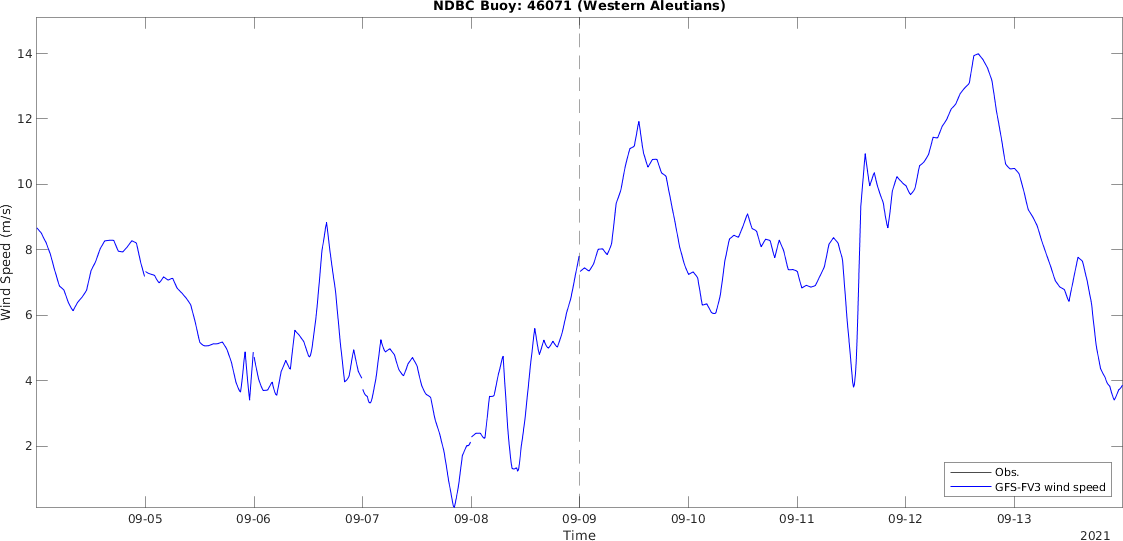 NDBC Buoy: 46071 (Western Aleutians)
14
12
10
8
6
4
2
Wind Speed (m/s)
Obs.
GFS-FV3 wind speed
09-05 09-06 09-07 09-08 09-09 09-10 09-11 09-12 09-13
Time
2021